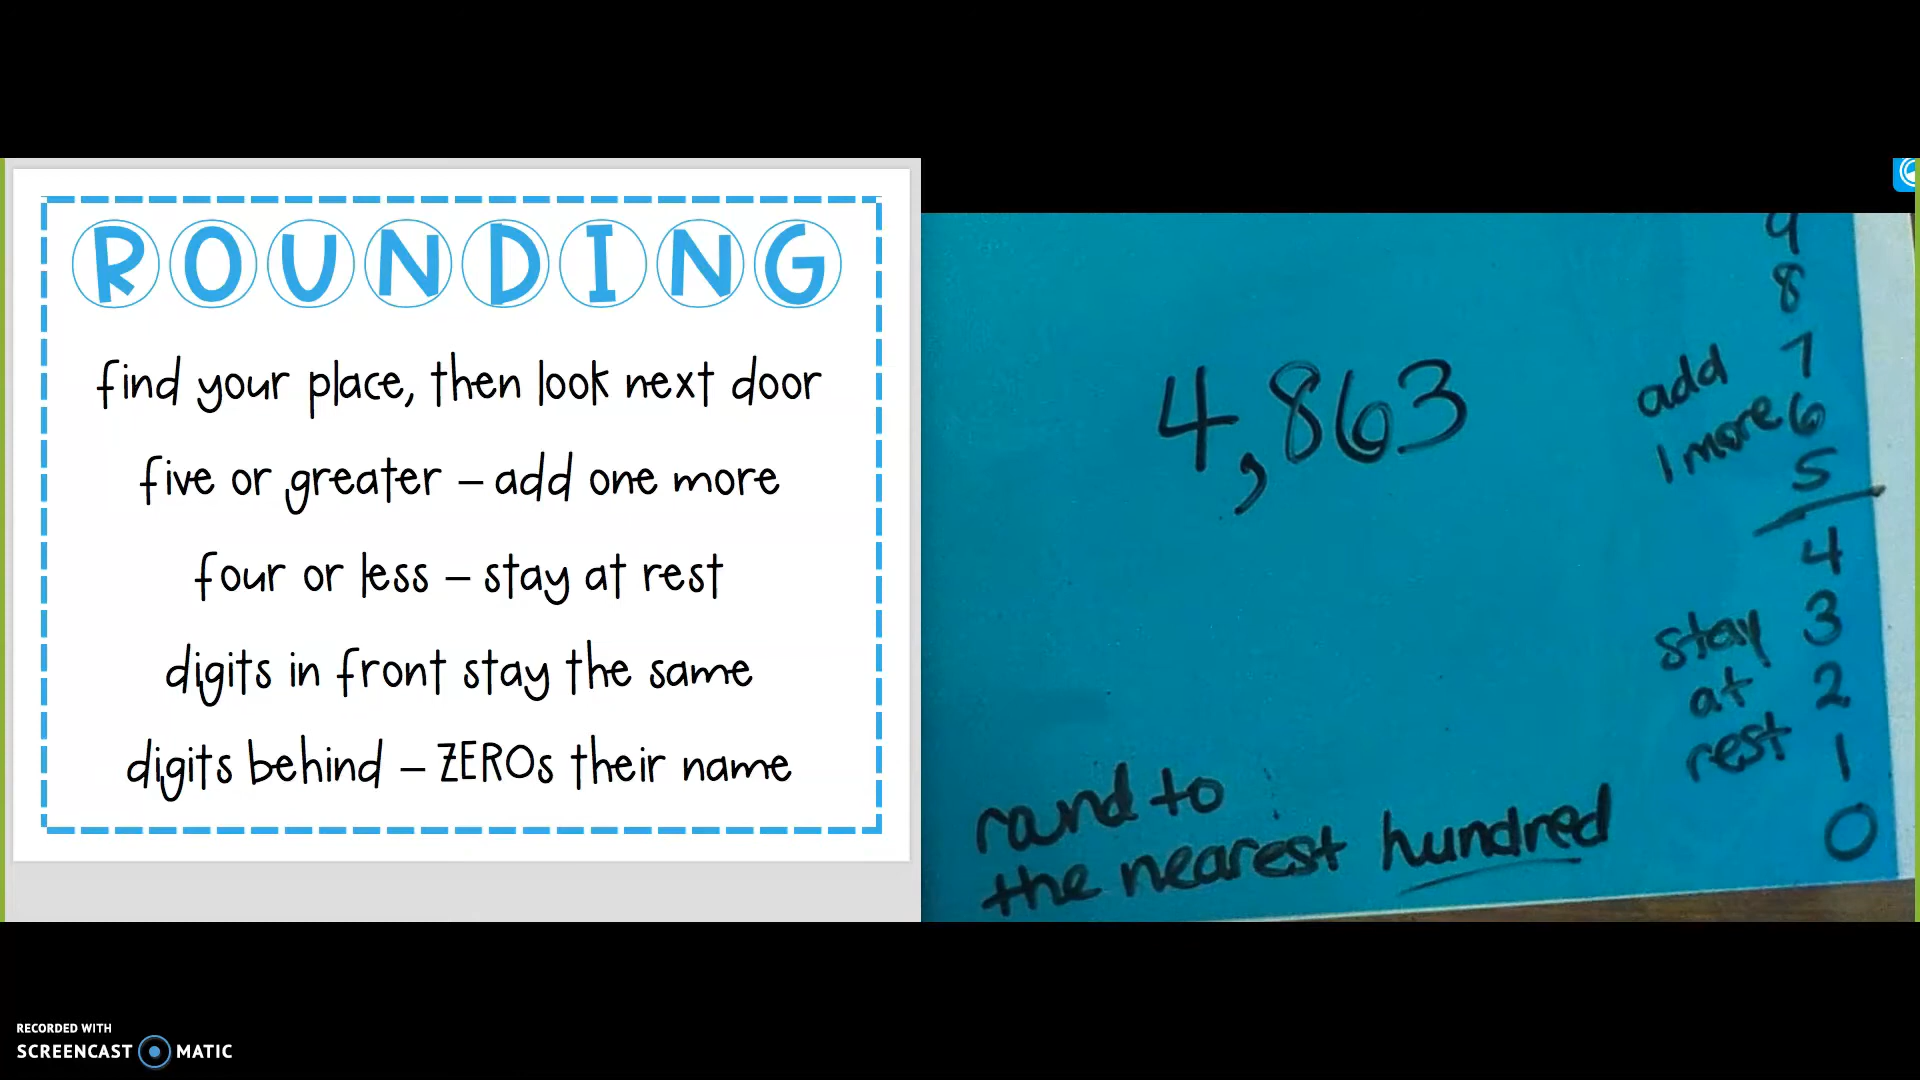 ROUNDING
find your place, then look next door
five or greater – add one more
four or less – stay at rest
digits in front stay the same
digits behind – ZEROs their name
4,863
9
8
7
add
6
1 more
5
4
3
stay
2
at
1
rest
0
round to
the nearest hundred
RECORDED WITH
SCREENCAST MATIC